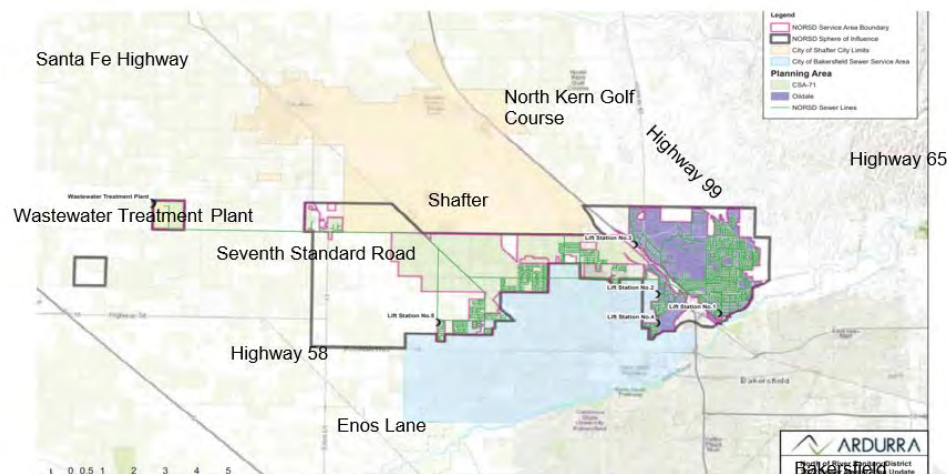 Legend
NORSD Service Area Boundary
NORSD Sphere of Influence
City of Shafter City Limits
City of Bakersfield Sewer Service Area
Planning Area
CSA-71
Oildale
NORSD Sewer Lines
Santa Fe Highway
North Kern Golf
Course
Highway 99
Highway 65
Wastewater Treatment Plant
Wastewater Treatment Plant
Shafter
Lift Station No.3
Seventh Standard Road
Lift Station No.2
Lift Station No.1
Lift Station No.5
Lift Station No.4
Highway 58
Highway 58
Bakersfield
Enos Lane
ARDURRA
Bakersfield
Update
0 0.5 1 2 3 4 5